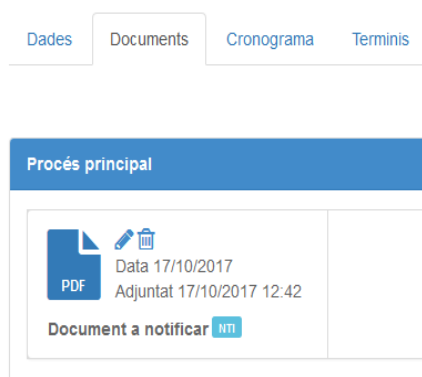 Dades Documents Cronograma Terminis
Procés principal
Data 17/10/2017
PDF Adjuntat 17/10/2017 12:42
Document a notificar NTI